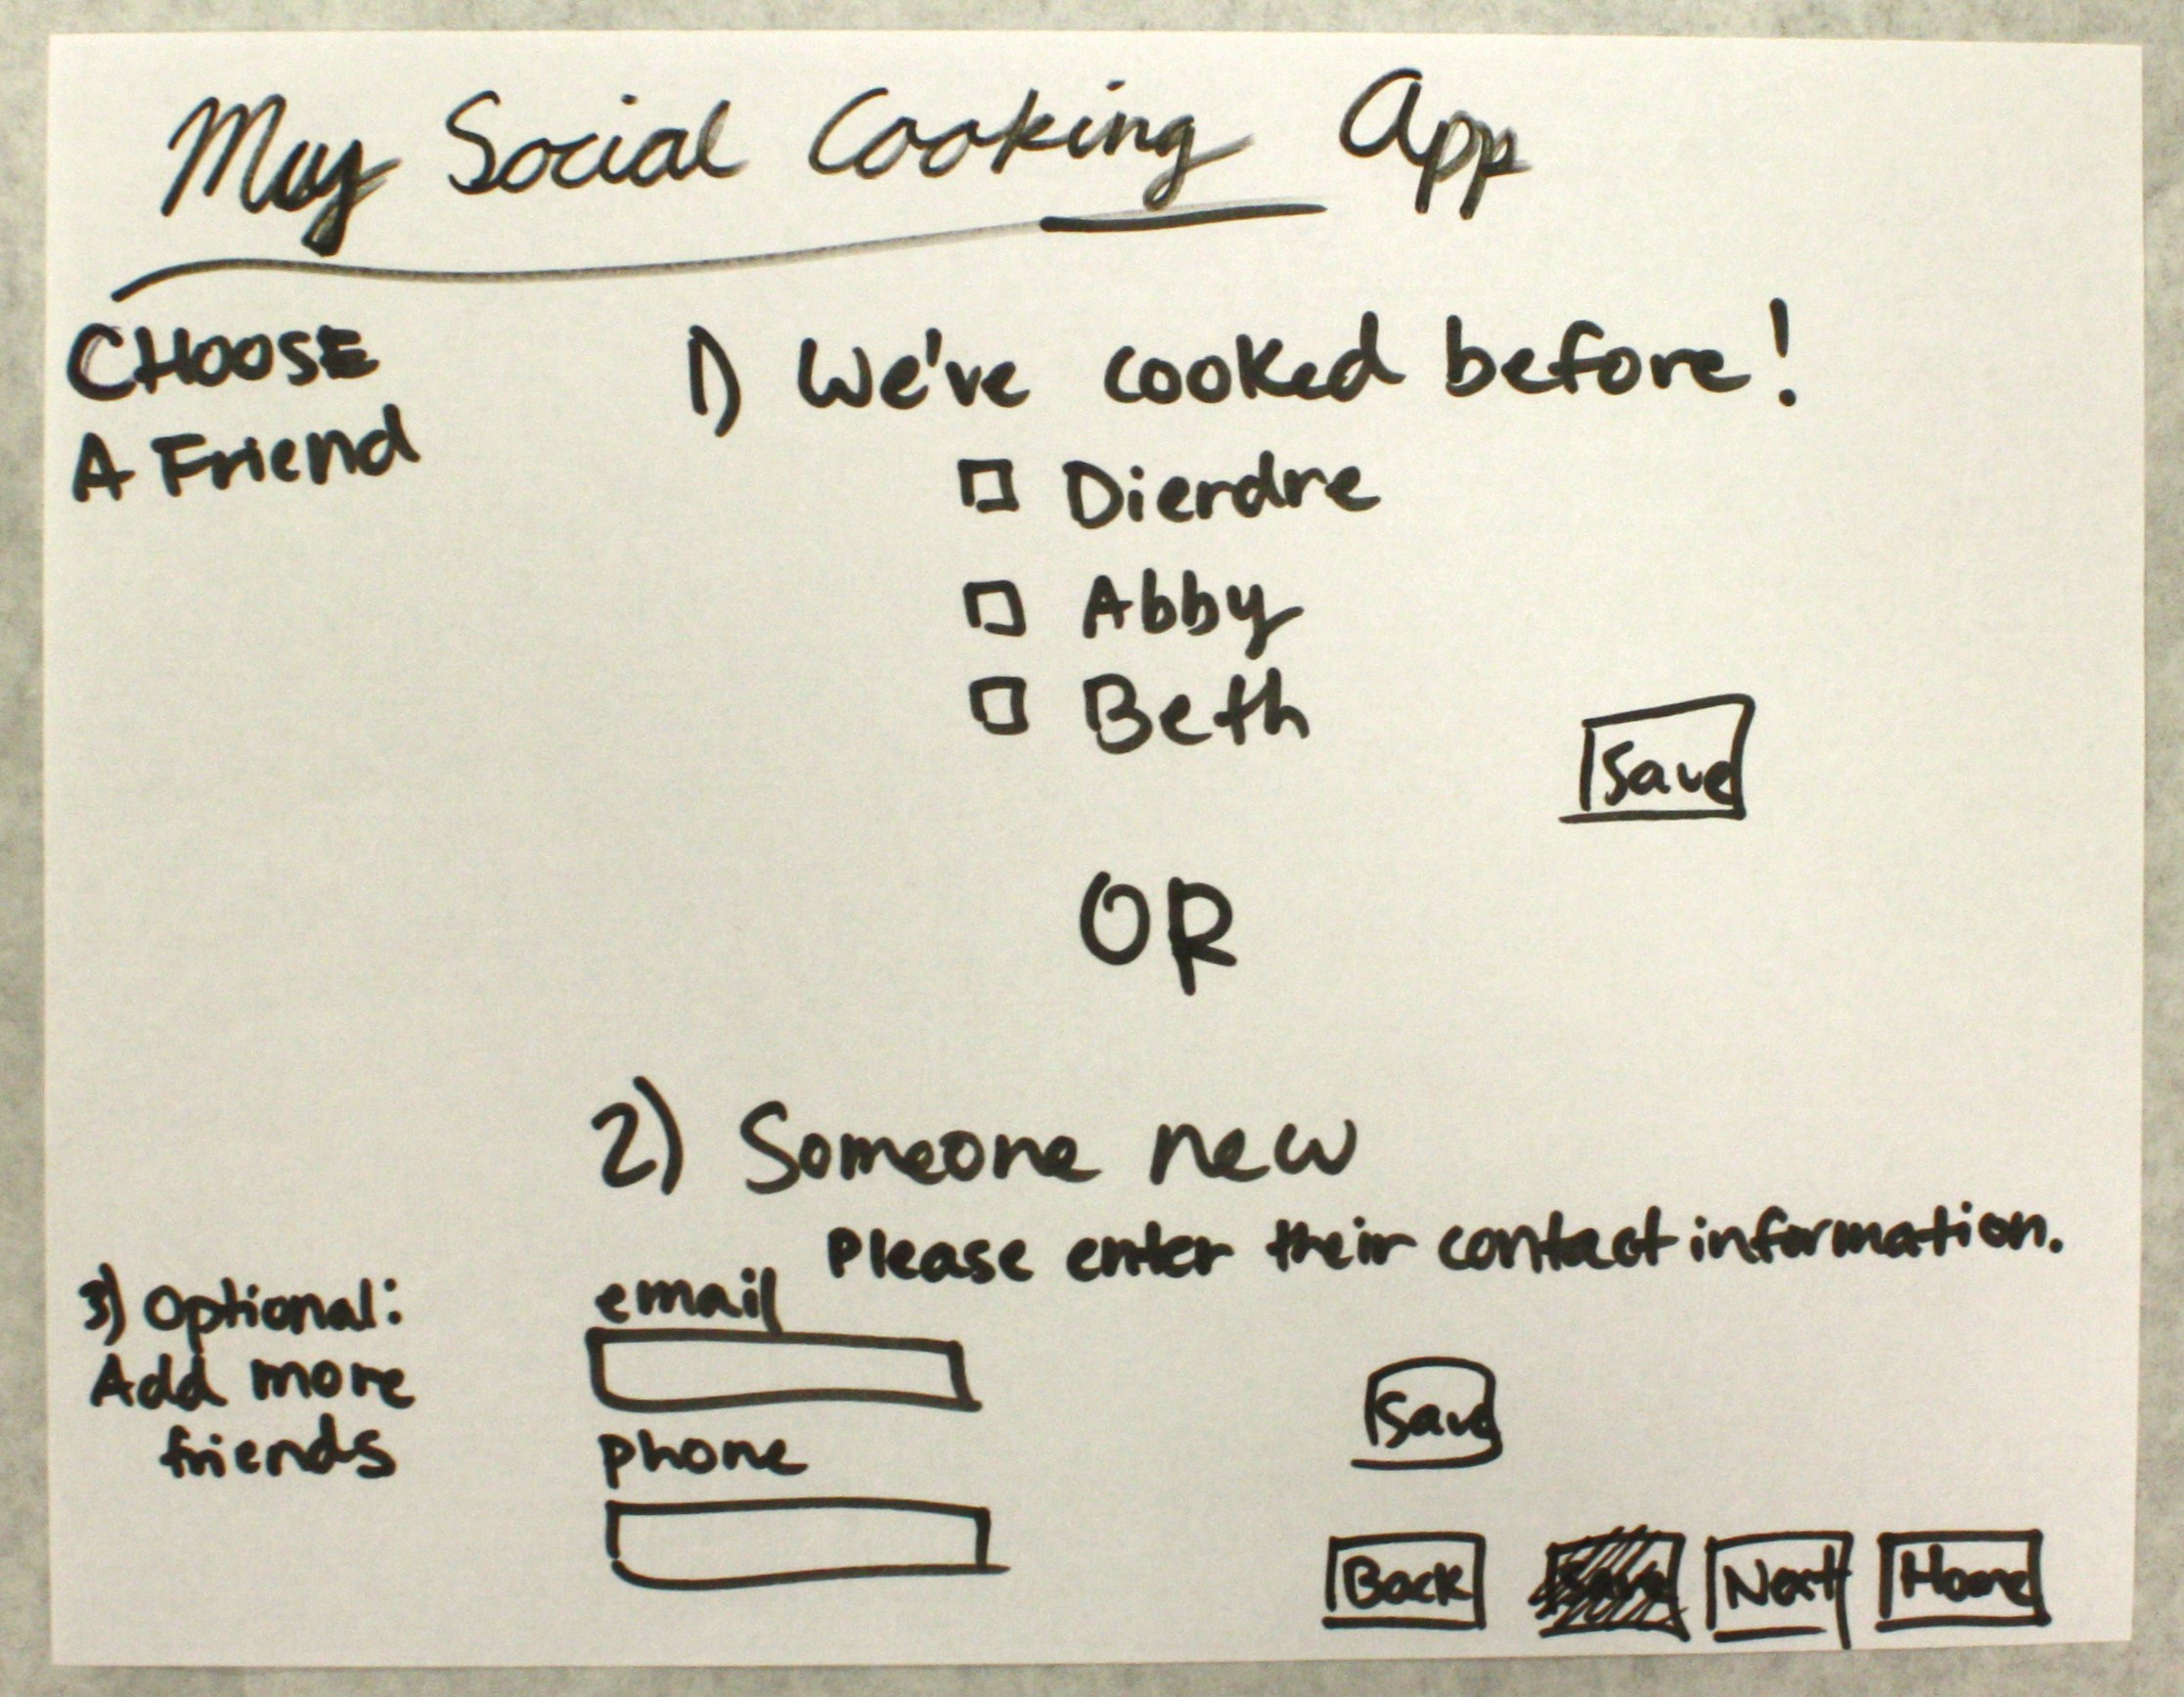 My Social Cooking App
CHOOSE
A Friend
1) We've cooked before!
Dierdre
Abby
Beth
Save
OR
2) Someone new
Please enter their contact information.
3) Optional:
Add more
friends
email
phone
Save
Back
Next
Home